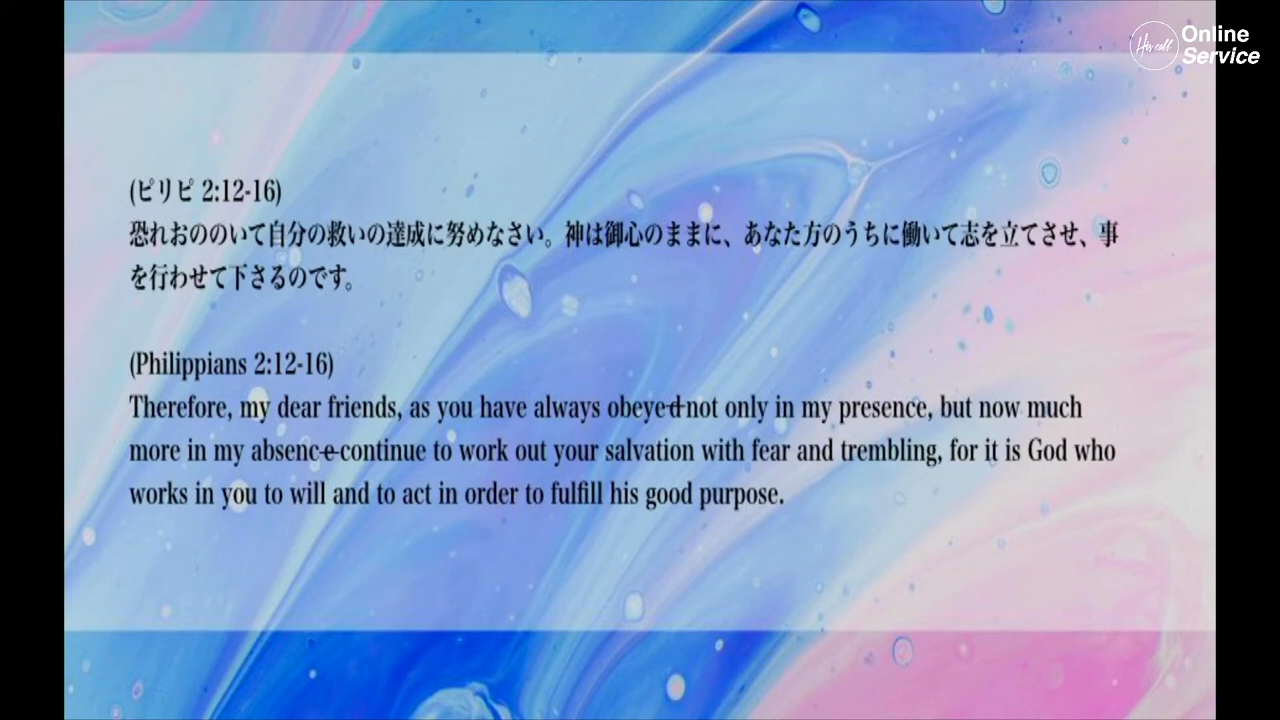 His call
Online
Service
(ピリピ 2:12-16)
恐れおののいて自分の救いの達成に努めなさい。神は御心のままに、あなた方のうちに働いて志を立てさせ、事
を行わせて下さるのです。
(Philippians 2:12-16)
Therefore, my dear friends, as you have always obeyed—not only in my presence, but now much
more in my absence—continue to work out your salvation with fear and trembling, for it is God who
works in you to will and to act in order to fulfill his good purpose.